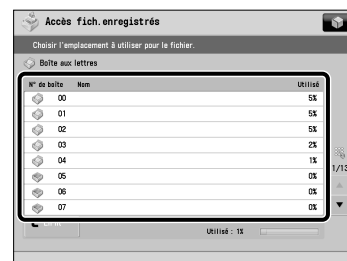 Accès fich.enregistrés
Choisir l'emplacement à utiliser pour le fichier.
Boîte aux lettres
N° de boîte Nom Utilisé
00 5%
01 5%
02 5%
03 2%
04 1%
05 0%
06 0%
07 0%
1/13
Utilisé : 1%